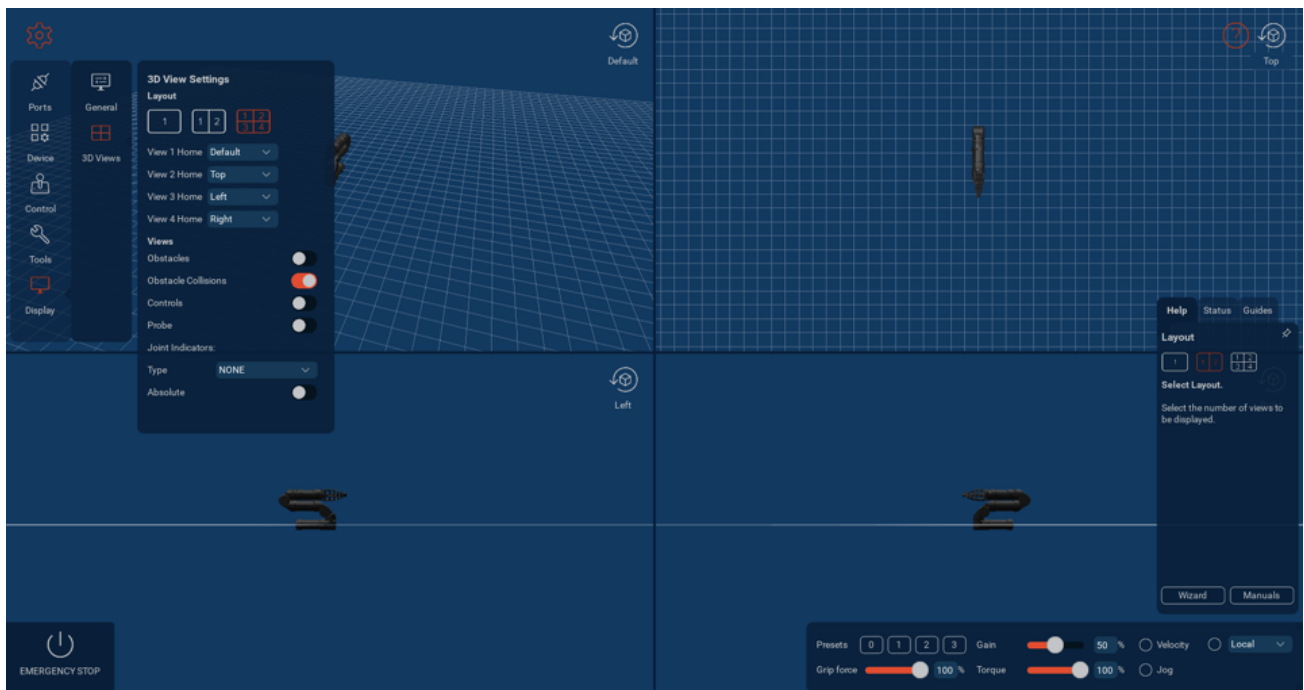 Default
Top
Ports
General
Device
3D Views
Control
Tools
Display
3D View Settings
Layout
1
1 2
1 2
3 4
View 1 Home Default
View 2 Home Top
View 3 Home Left
View 4 Home Right
Views
Obstacles
Obstacle Collisions
Controls
Probe
Joint Indicators:
Type NONE
Absolute
Left
Help Status Guides
Layout
1
1 2
1 2
3 4
Select Layout.
Select the number of views to
be displayed.
Wizard Manuals
EMERGENCY STOP
Presets 0 1 2 3 Gain 50 % Velocity Local
Grip force 100 % Torque 100 % Jog